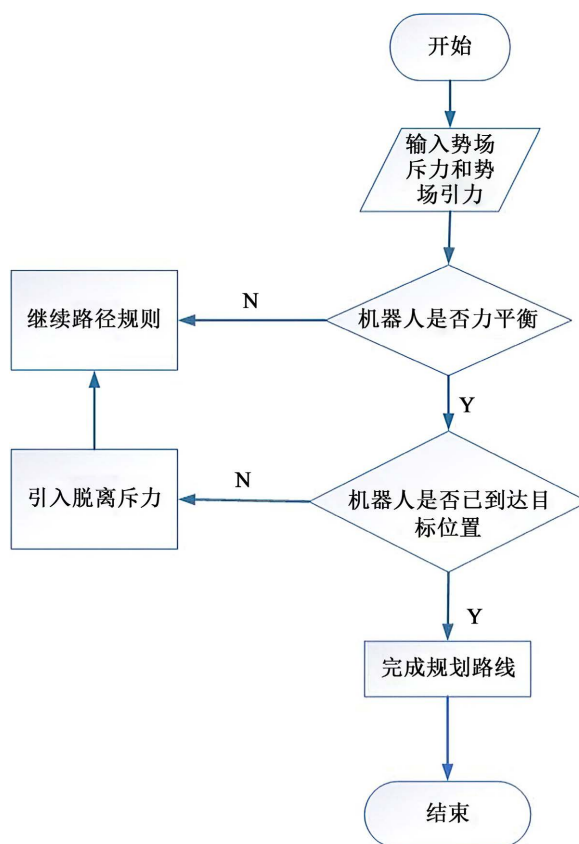 开始
输入势场
斥力和势
场引力
机器人是否力平衡
N
继续路径规则
Y
机器人是否已到达目
标位置
N
引入脱离斥力
Y
完成规划路线
结束